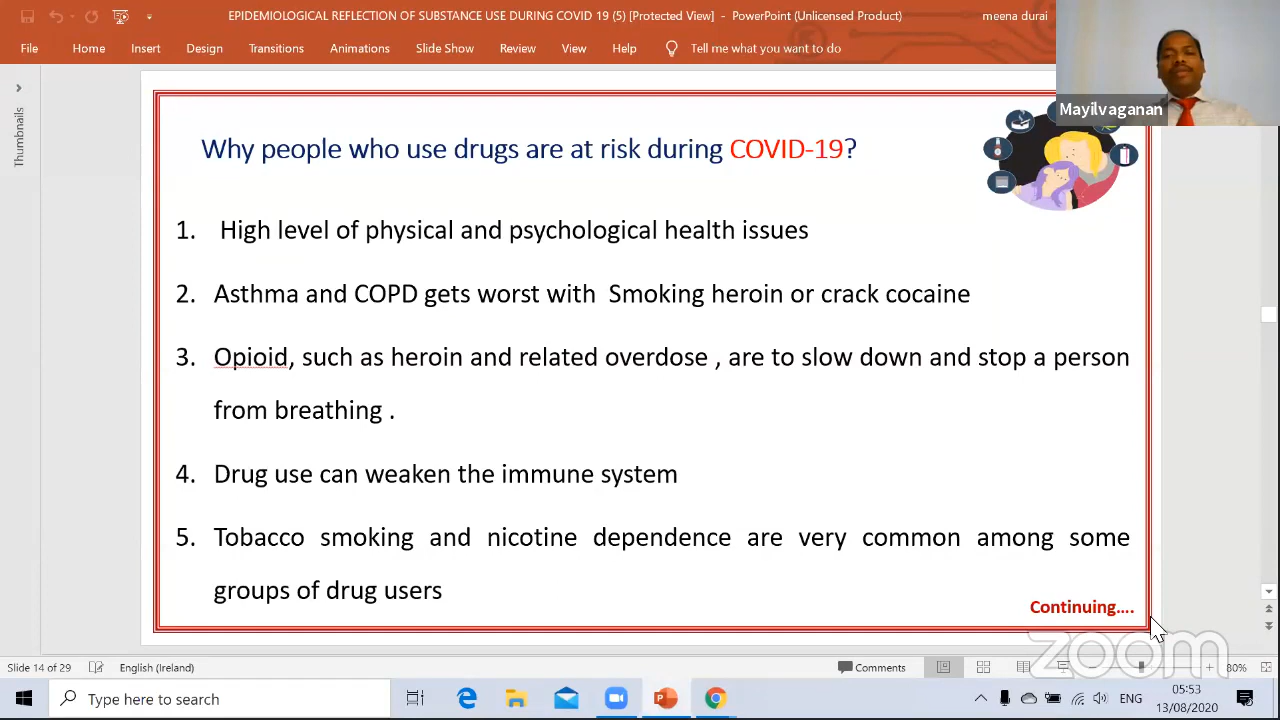 EPIDEMIOLOGICAL REFLECTION OF SUBSTANCE USE DURING COVID 19 (5) [Protected View] - PowerPoint (Unlicensed Product)
meena durai
File Home Insert Design Transitions Animations Slide Show Review View Help Tell me what you want to do
Mayilvaganan
Thumbnails
Why people who use drugs are at risk during COVID-19?
1. High level of physical and psychological health issues
2. Asthma and COPD gets worst with Smoking heroin or crack cocaine
3. Opioid, such as heroin and related overdose , are to slow down and stop a person
from breathing .
4. Drug use can weaken the immune system
5. Tobacco smoking and nicotine dependence are very common among some
groups of drug users
Continuing....
zoom
Slide 14 of 29 English (Ireland) Comments 80%
Type here to search
ENG
05:53
13/08/2020